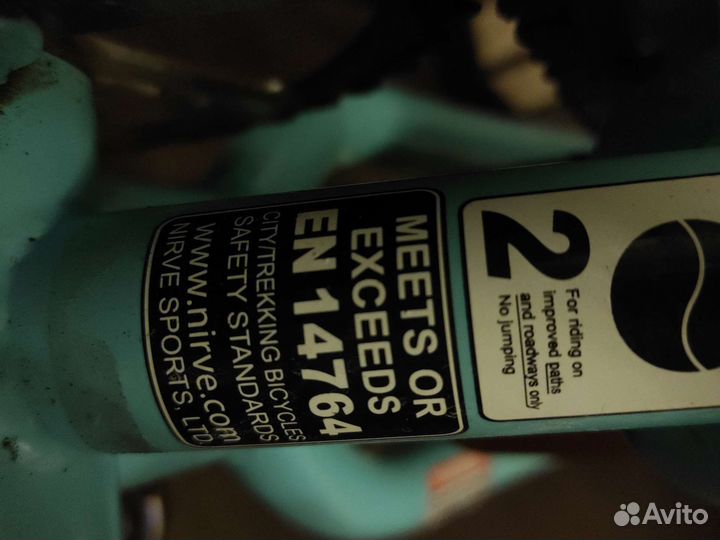 MEETS OR
EXCEEDS
EN 14764
CITY/TREKKING BICYCLES
SAFETY STANDARDS
www.nirve.com
NIRVE SPORTS, LTD.
2
For riding on
improved paths
and roadways only
No jumping
Avito